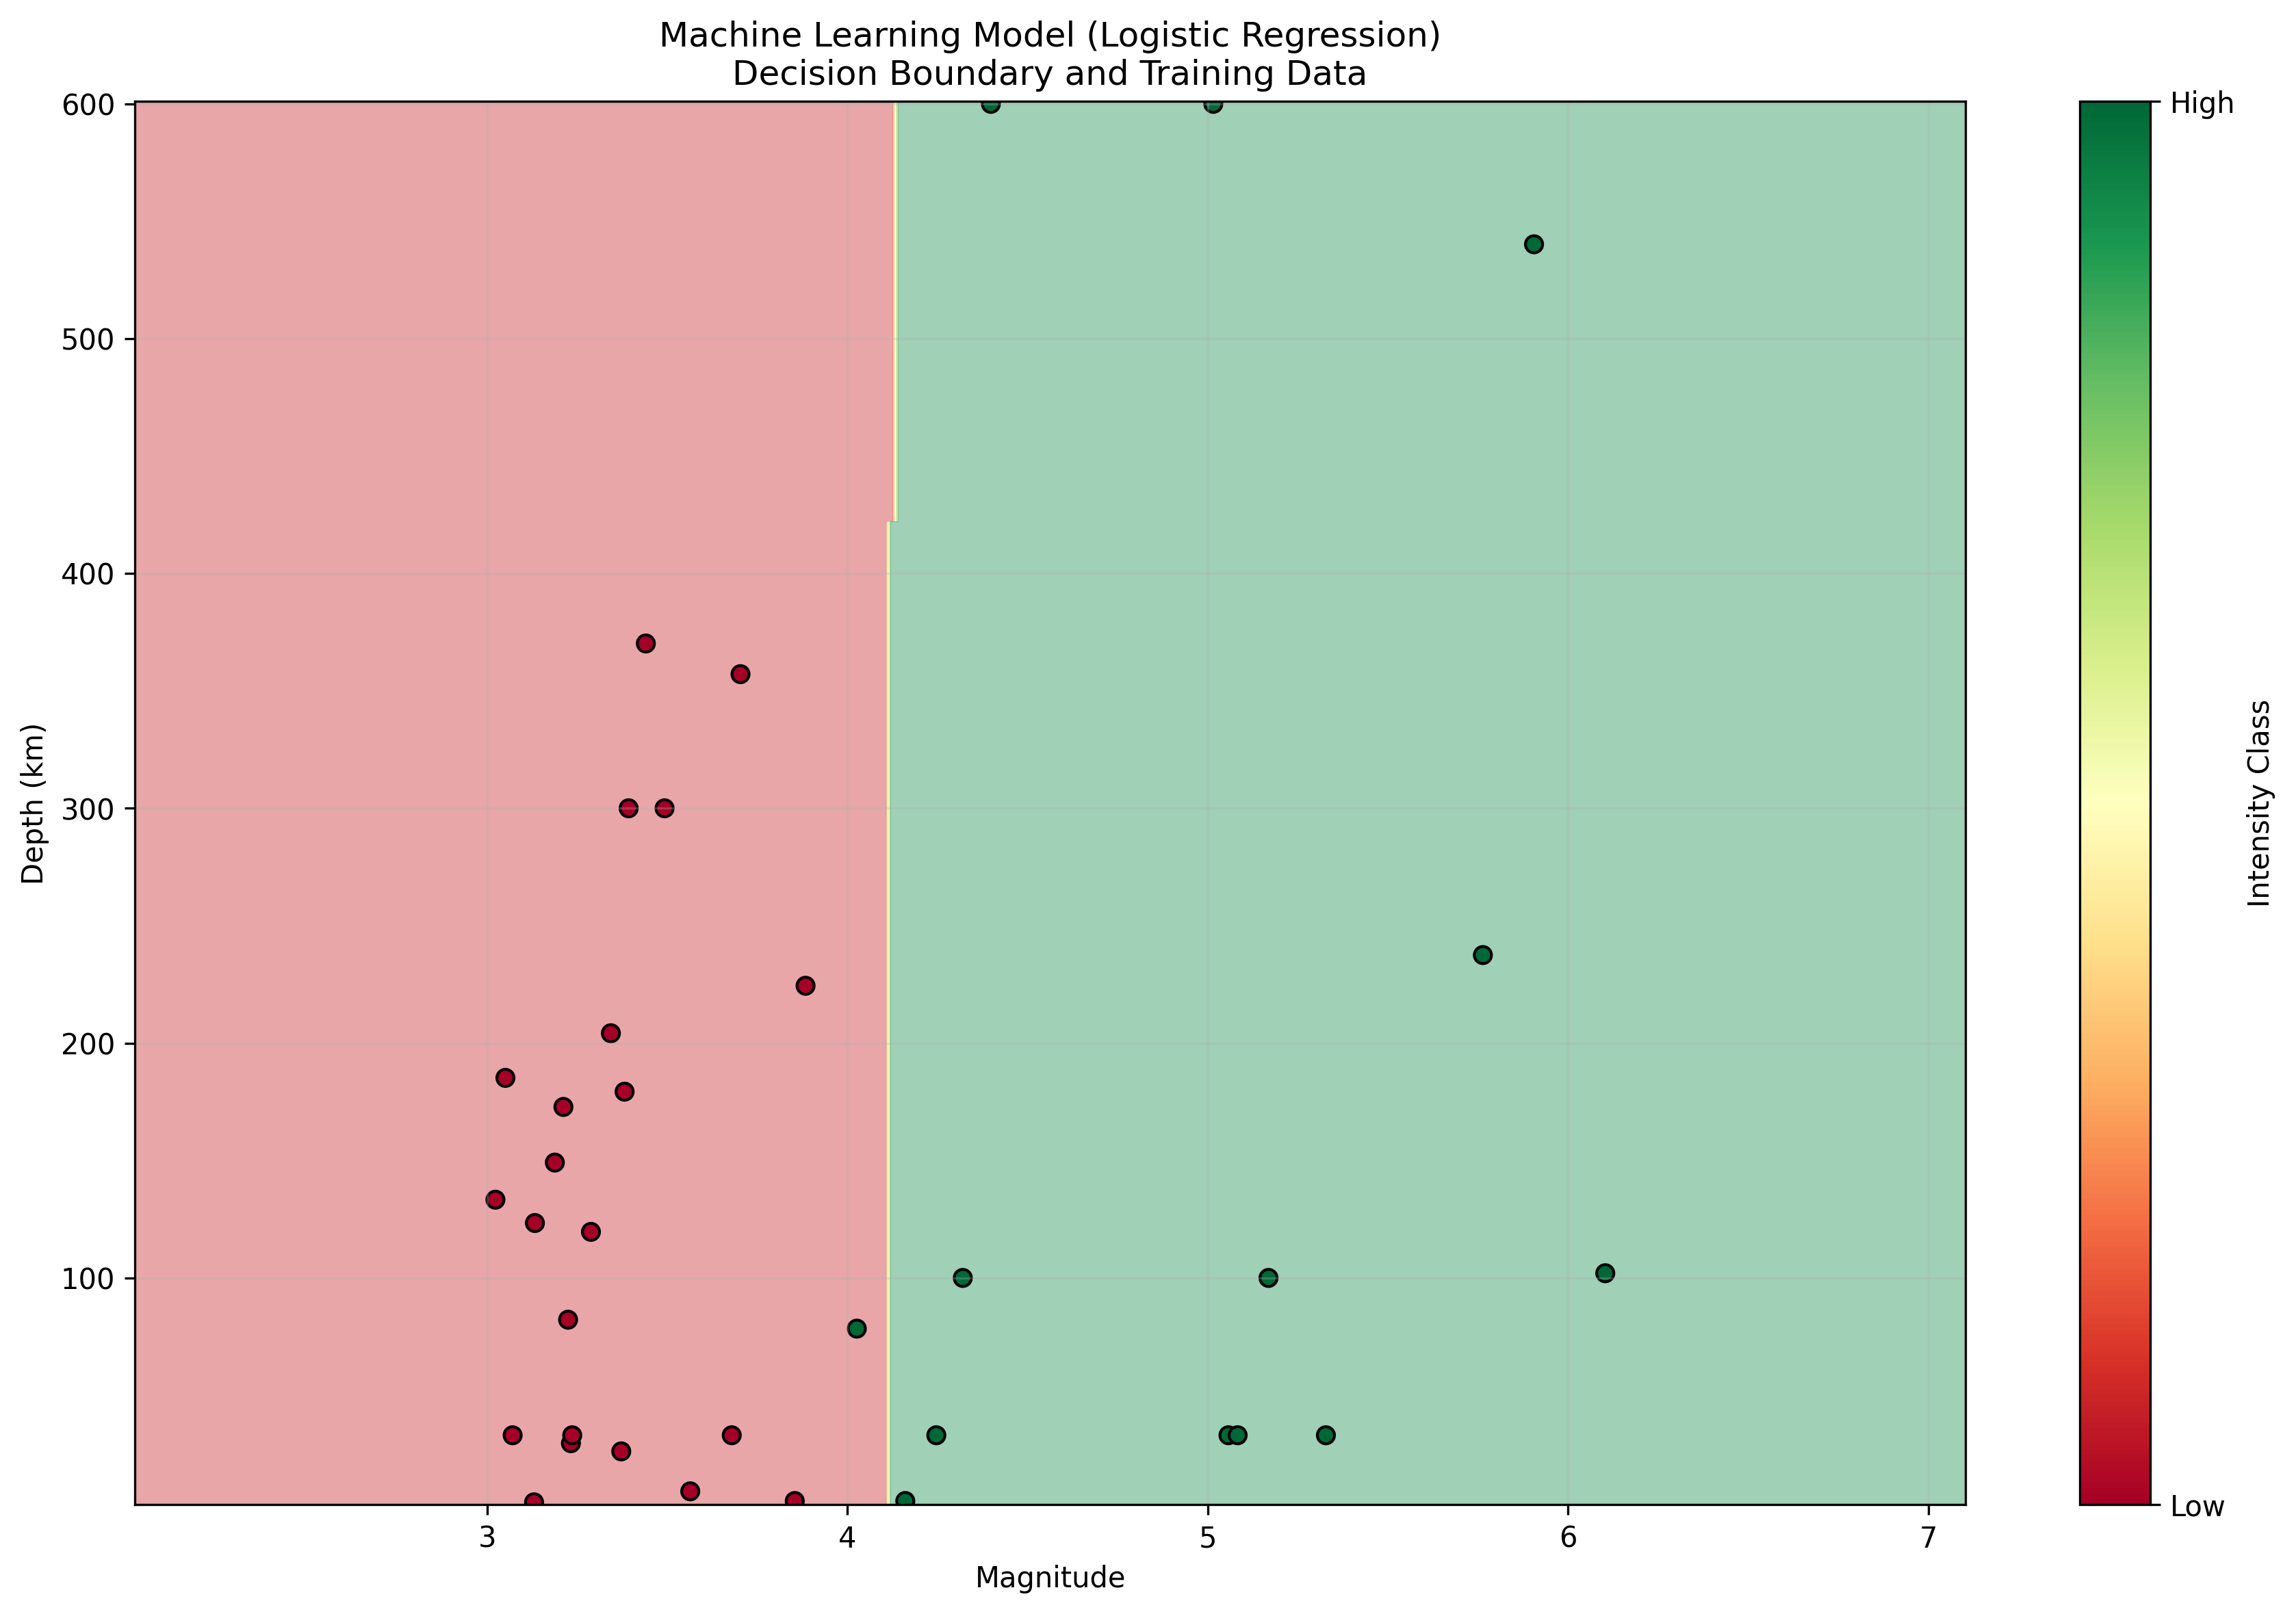 Machine Learning Model (Logistic Regression)
Decision Boundary and Training Data
600
500
400
300
200
100
Depth (km)
3 4 5 6 7
Magnitude
High
Low
Intensity Class